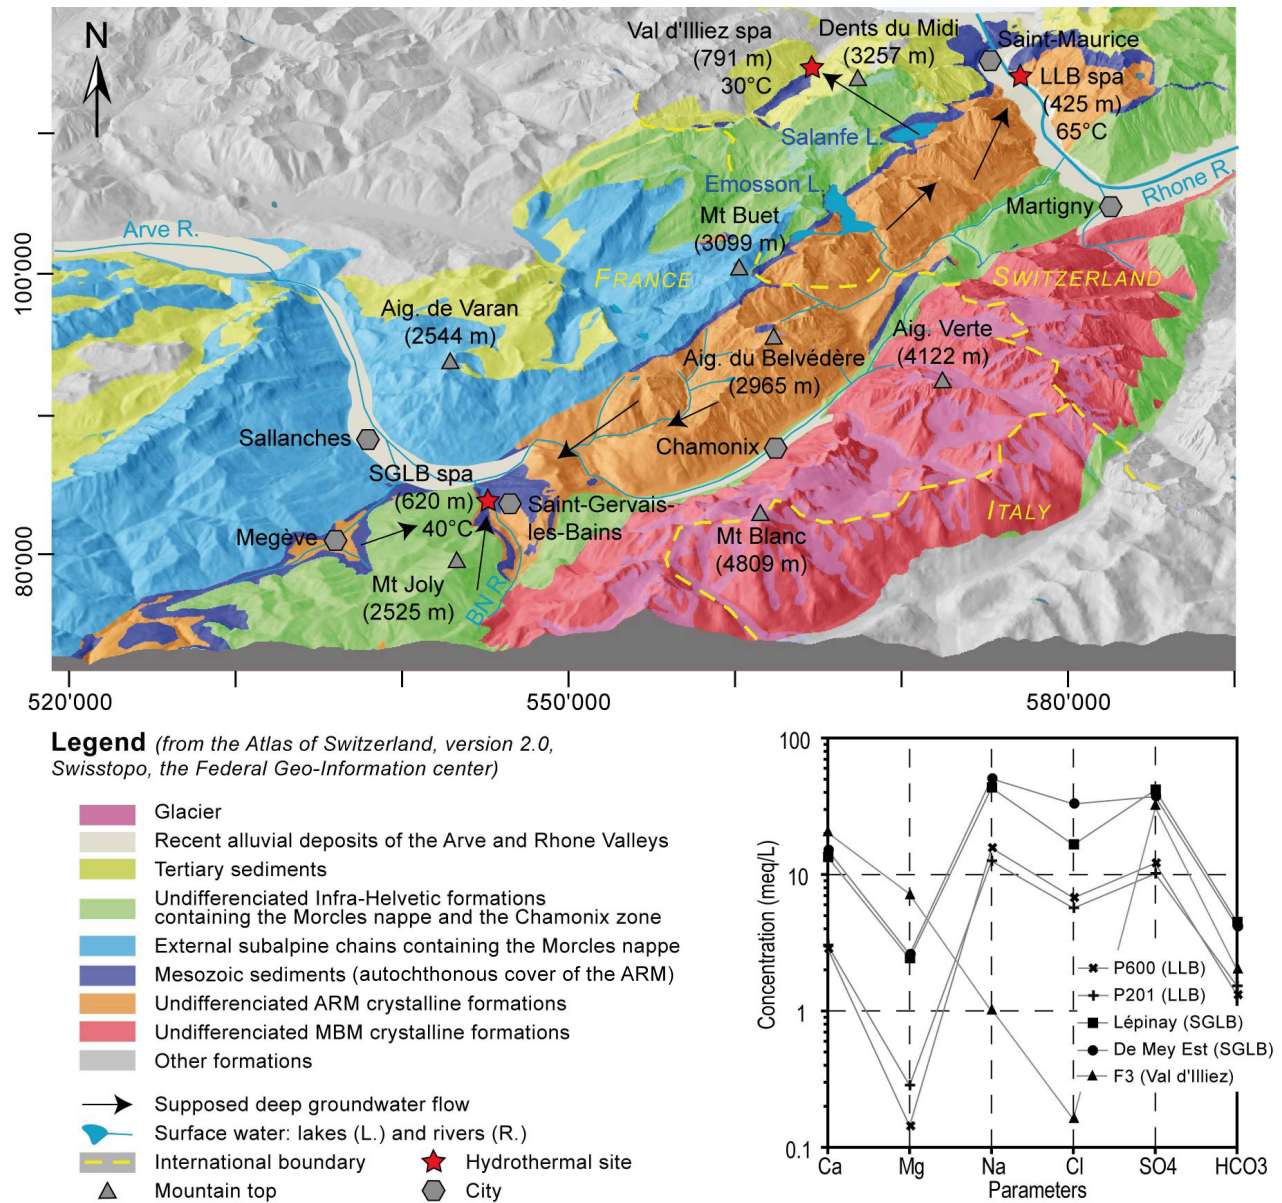 N
Val d'Illiez spa
(791 m)
30°C
Dents du Midi
(3257 m)
Saint-Maurice
LLB spa
(425 m)
65°C
Salanfe L.
Emosson L.
Rhone R.
Martigny
Mt Buet
(3099 m)
Arve R.
FRANCE
SWITZERLAND
100'000
Aig. de Varan
(2544 m)
Aig. Verte
(4122 m)
Aig. du Belvédère
(2965 m)
Sallanches
Chamonix
SGLB spa
(620 m)
40°C
Saint-Gervais-
les-Bains
ITALY
Megève
Mt Blanc
(4809 m)
80'000
Mt Joly
(2525 m)
BN R.
520'000
550'000
580'000
Legend (from the Atlas of Switzerland, version 2.0,
Swisstopo, the Federal Geo-Information center)
Glacier
Recent alluvial deposits of the Arve and Rhone Valleys
Tertiary sediments
Undifferenciated Infra-Helvetic formations
containing the Morcles nappe and the Chamonix zone
External subalpine chains containing the Morcles nappe
Mesozoic sediments (autochthonous cover of the ARM)
Undifferenciated ARM crystalline formations
Undifferenciated MBM crystalline formations
Other formations
Supposed deep groundwater flow
Surface water: lakes (L.) and rivers (R.)
International boundary
Hydrothermal site
Mountain top
City
100
10
1
0.1
Concentration (meq/L)
P600 (LLB)
P201 (LLB)
Lépinay (SGLB)
De Mey Est (SGLB)
F3 (Val d'Illiez)
Ca
Mg
Na
Cl
SO4
HCO3
Parameters